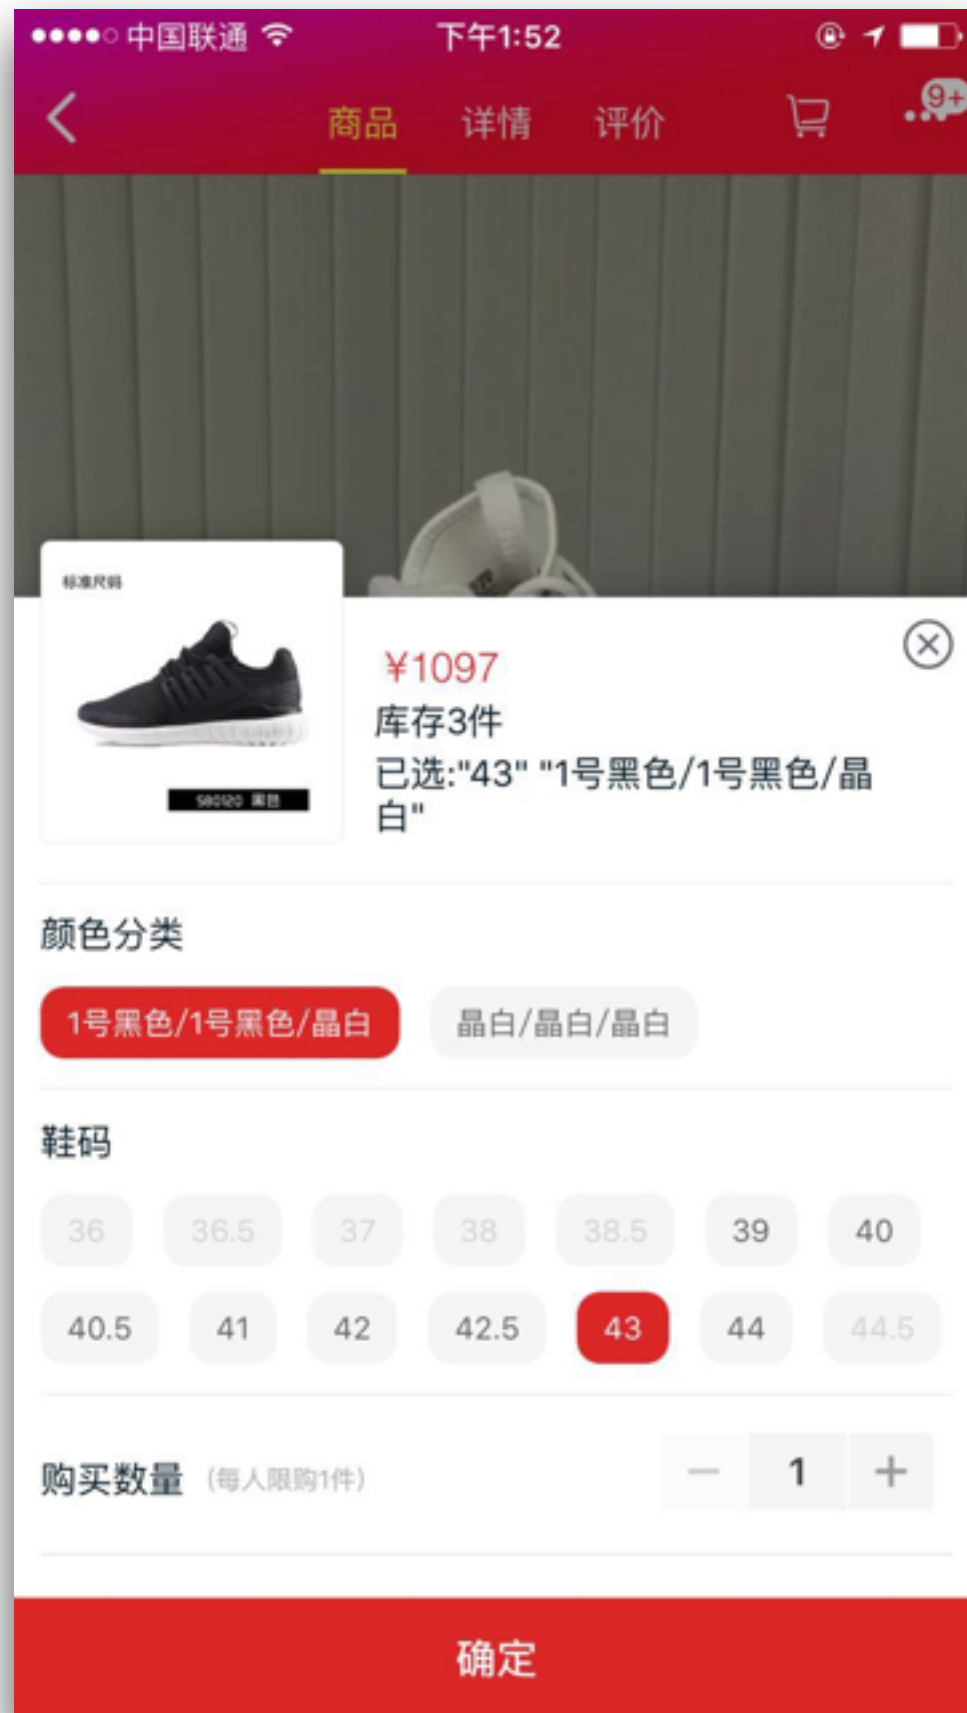 中国联通 下午1:52
商品 详情 评价 9+
标准尺码
S80120 黑色
¥1097
库存3件
已选:"43" "1号黑色/1号黑色/晶
白"
颜色分类
1号黑色/1号黑色/晶白 晶白/晶白/晶白
鞋码
36 36.5 37 38 38.5 39 40
40.5 41 42 42.5 43 44 44.5
购买数量 (每人限购1件) － 1 ＋
确定